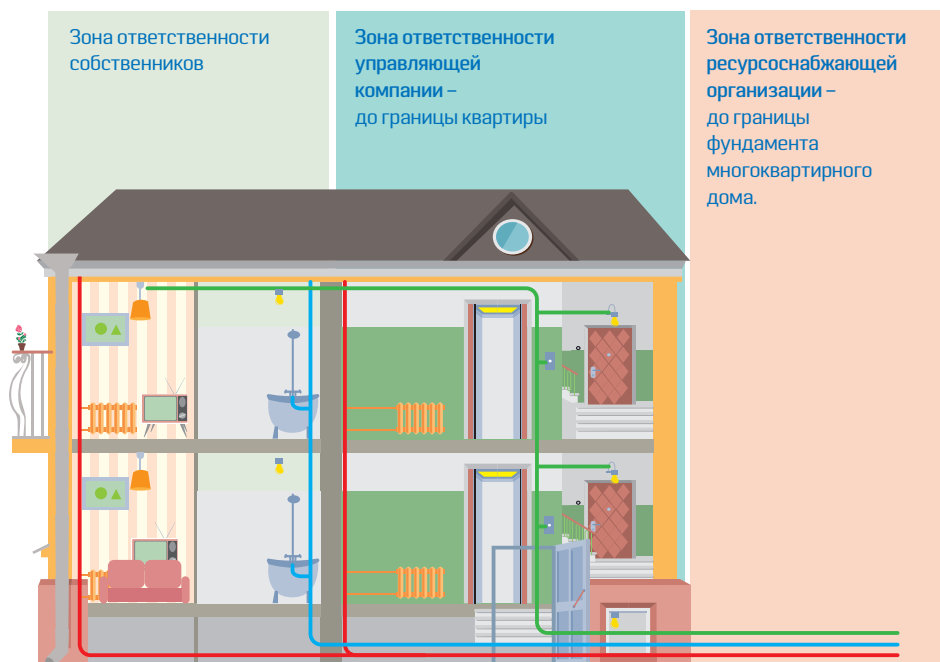 Зона ответственности
собственников
Зона ответственности
управляющей
компании –
до границы квартиры
Зона ответственности
ресурсоснабжающей
организации –
до границы
фундамента
многоквартирного
дома.